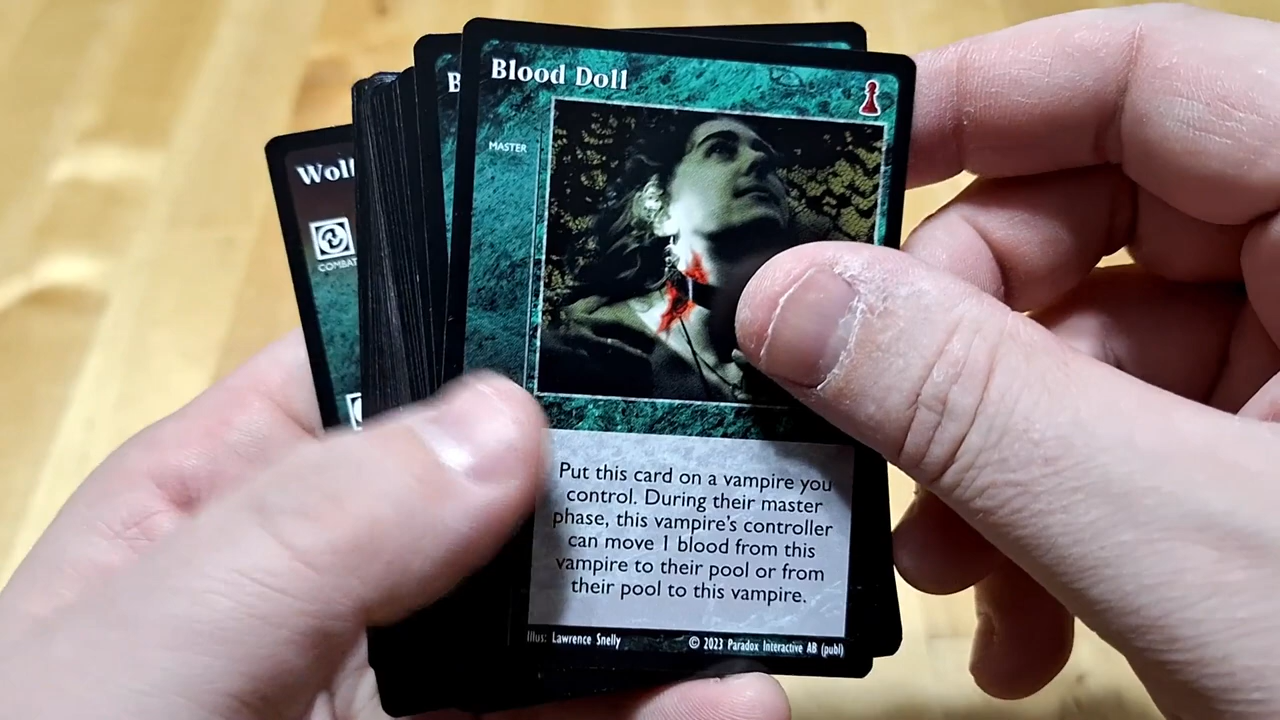 Blood Doll
MASTER
Put this card on a vampire you
control. During their master
phase, this vampire's controller
can move 1 blood from this
vampire to their pool or from
their pool to this vampire.
Illus: Lawrence Snelly
© 2023 Paradox Interactive AB (publ)
B
Wol
COMBAT